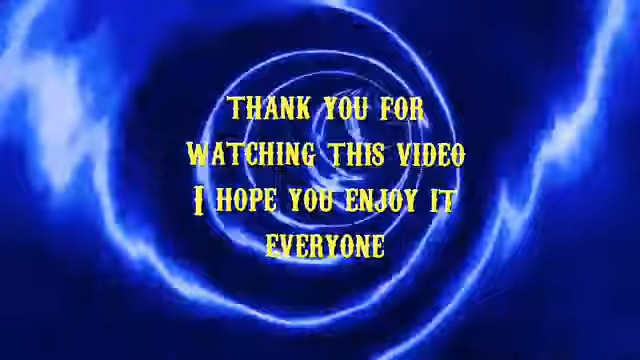 THANK YOU FOR
WATCHING THIS VIDEO
I HOPE YOU ENJOY IT
EVERYONE